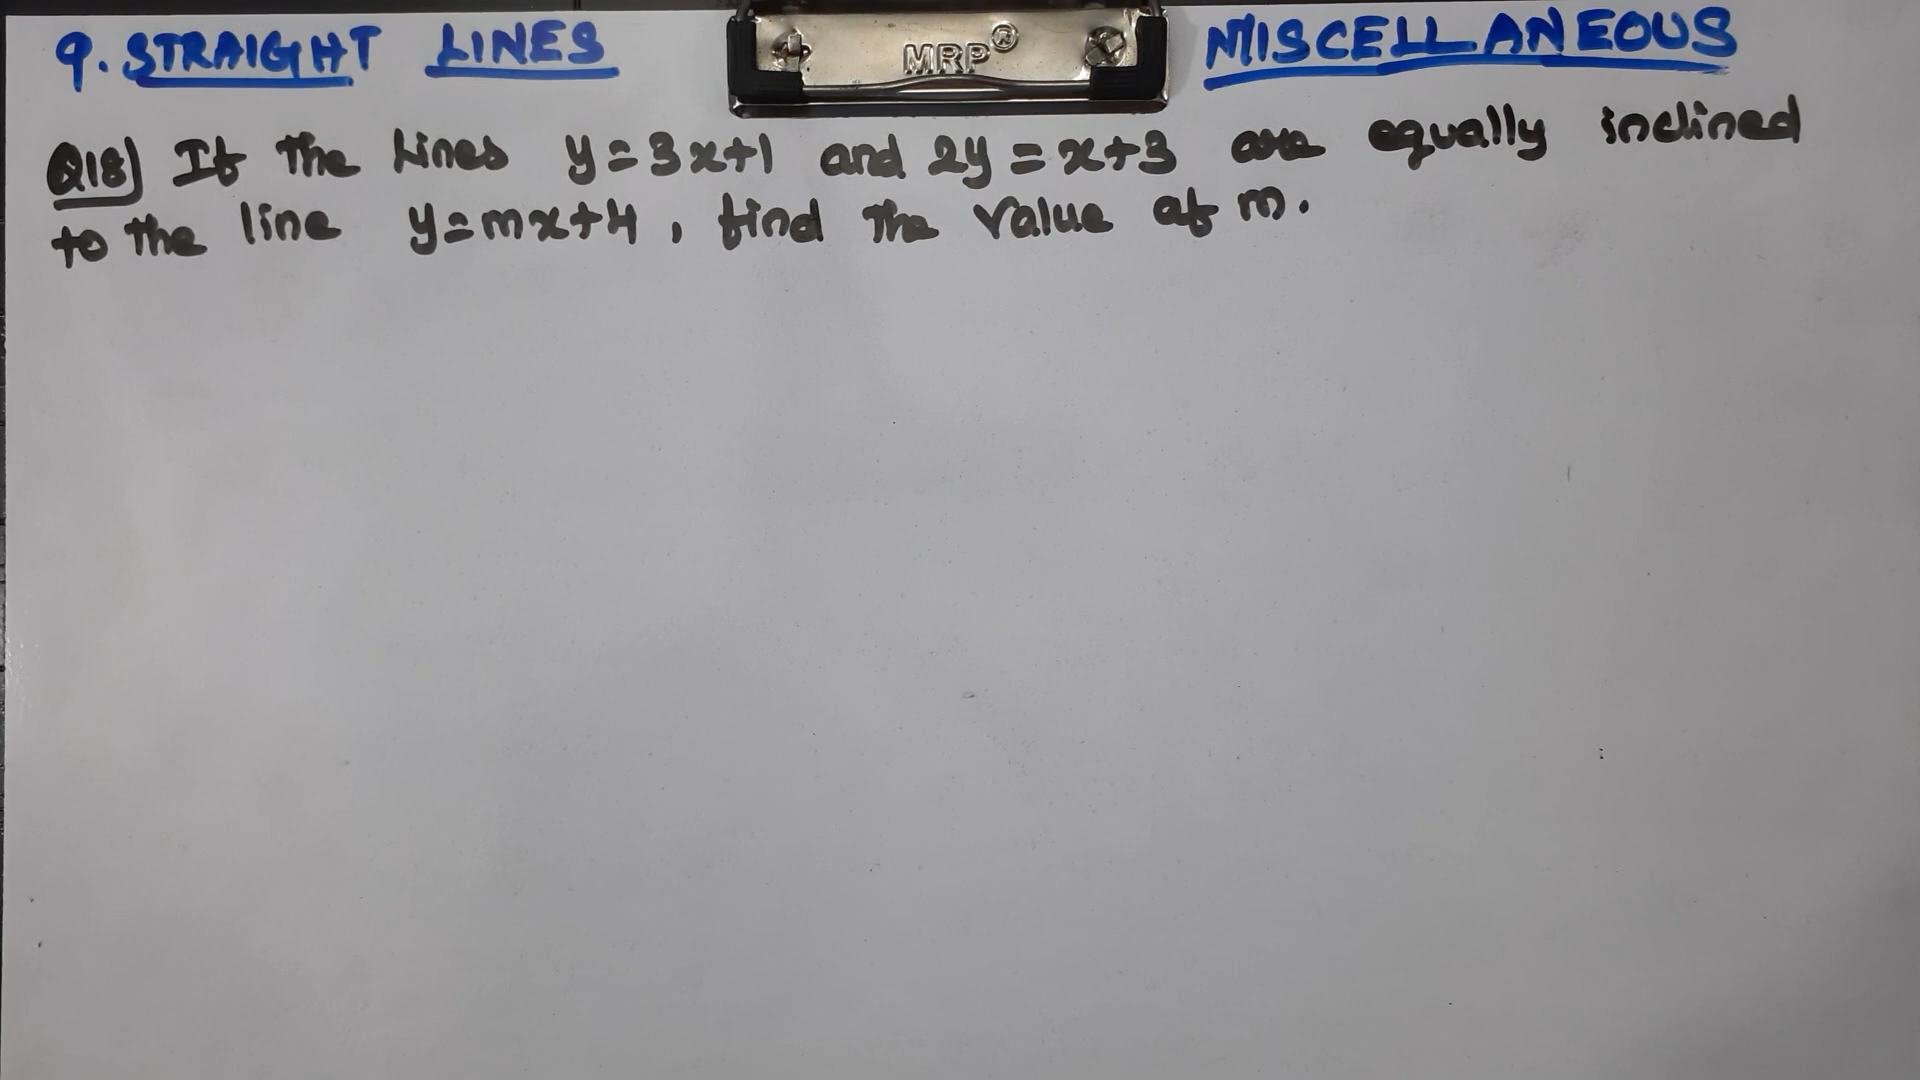 9. STRAIGHT LINES
MRP®
MISCELLANEOUS
Q18) If the Lines y=3x+1 and 2y=x+3 are equally inclined
to the line y=mx+4, find the value of m.